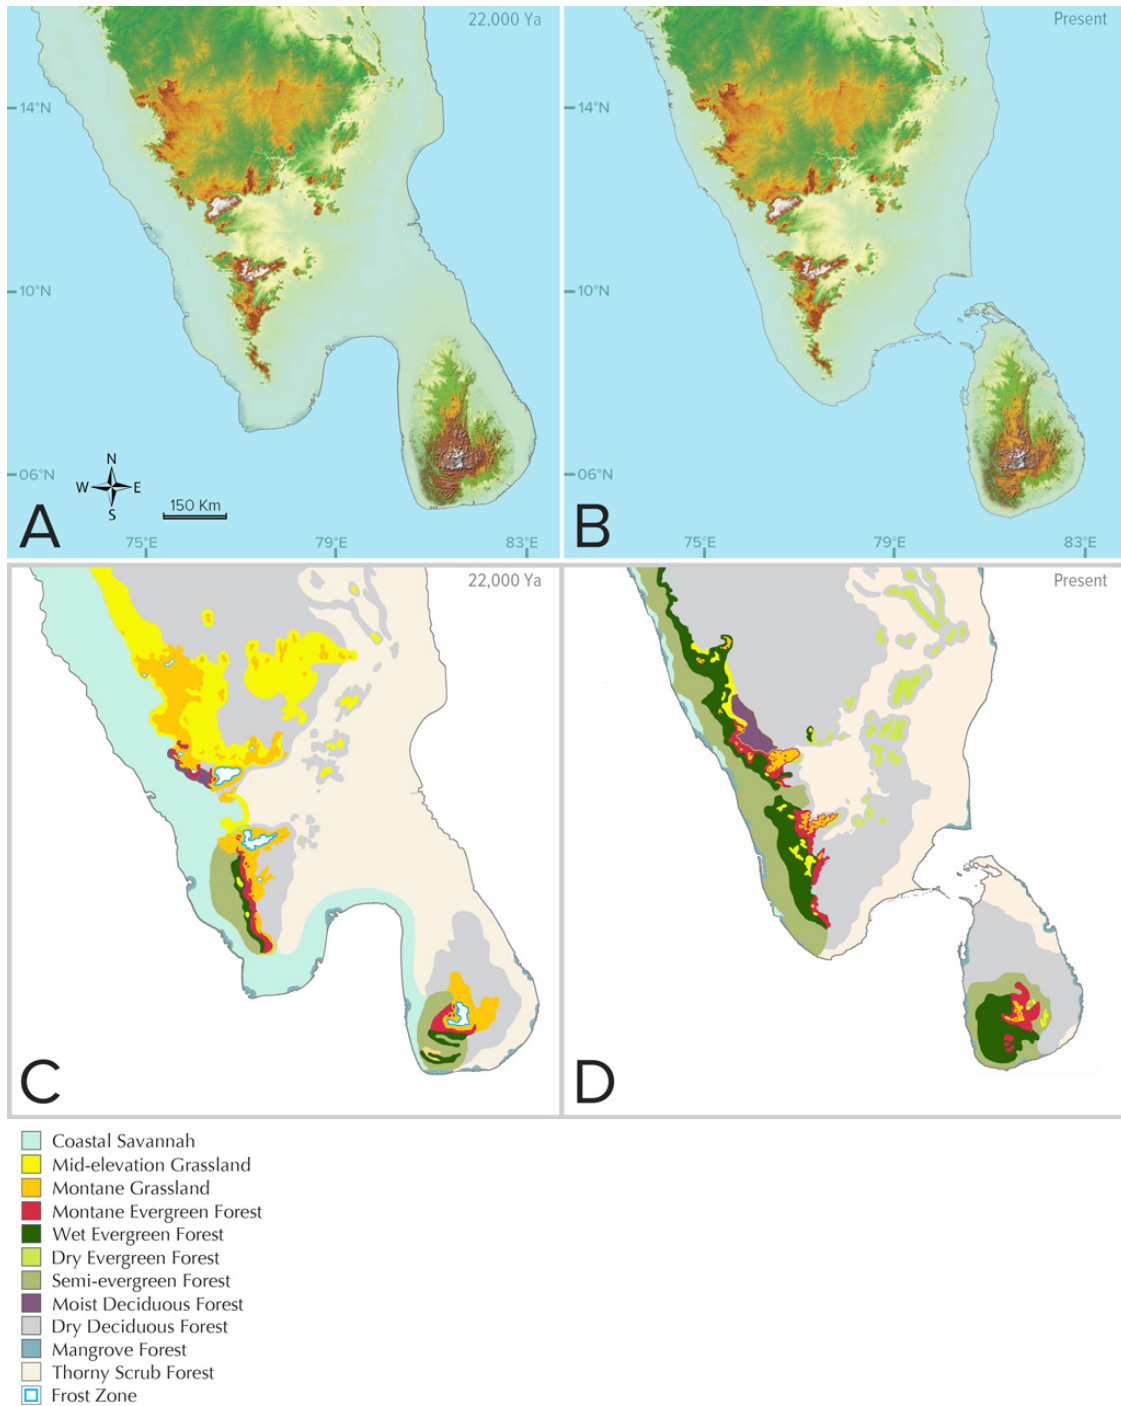 22,000 Ya
Present
14°N
14°N
10°N
10°N
06°N
06°N
N
W E
S
150 Km
A
B
75°E
79°E
83°E
75°E
79°E
83°E
22,000 Ya
Present
C
D
Coastal Savannah
Mid-elevation Grassland
Montane Grassland
Montane Evergreen Forest
Wet Evergreen Forest
Dry Evergreen Forest
Semi-evergreen Forest
Moist Deciduous Forest
Dry Deciduous Forest
Mangrove Forest
Thorny Scrub Forest
Frost Zone